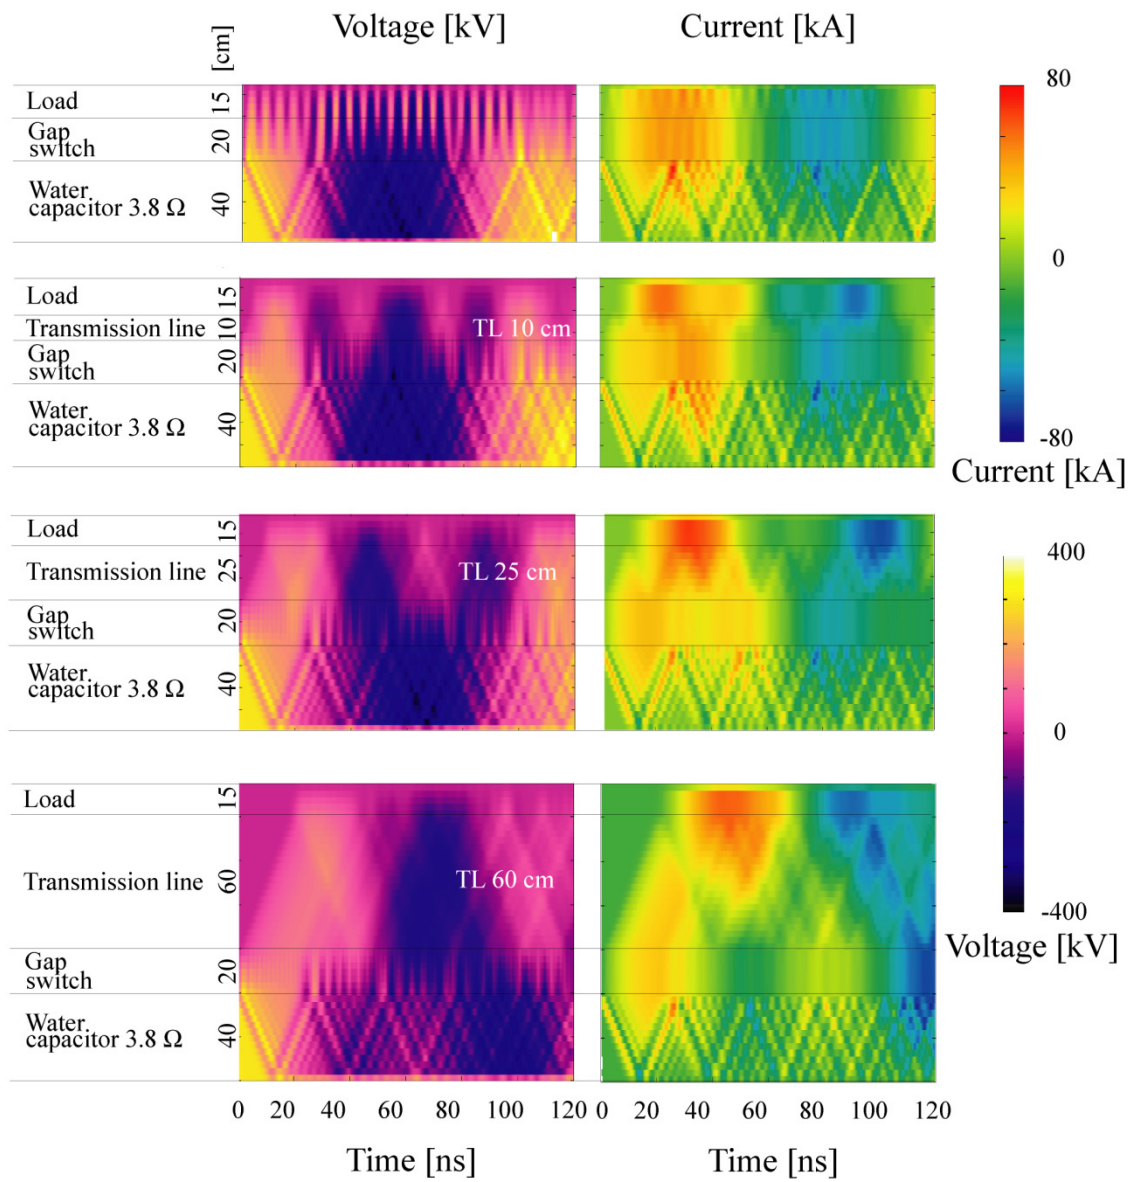 Voltage [kV]
Current [kA]
[cm]
Load
15
Gap
switch
20
Water
capacitor 3.8 Ω
40
80
0
-80
Current [kA]
Load
15
Transmission line
10
TL 10 cm
Gap
switch
20
Water
capacitor 3.8 Ω
40
Load
15
Transmission line
25
TL 25 cm
Gap
switch
20
Water
capacitor 3.8 Ω
40
400
0
-400
Voltage [kV]
Load
15
Transmission line
60
TL 60 cm
Gap
switch
20
Water
capacitor 3.8 Ω
40
0 20 40 60 80 100 120
0 20 40 60 80 100 120
Time [ns]
Time [ns]